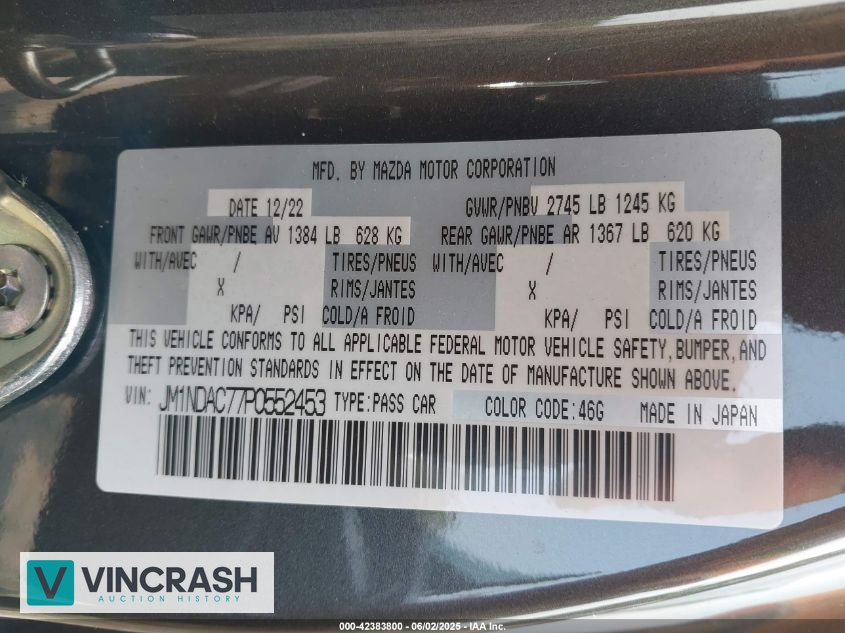 MFD. BY MAZDA MOTOR CORPORATION
DATE 12/22 GVWR/PNBV 2745 LB 1245 KG
FRONT GAWR/PNBE AV 1384 LB 628 KG REAR GAWR/PNBE AR 1367 LB 620 KG
WITH/AVEC / TIRES/PNEUS WITH/AVEC / TIRES/PNEUS
X RIMS/JANTES X RIMS/JANTES
KPA/ PSI COLD/A FROID KPA/ PSI COLD/A FROID
THIS VEHICLE CONFORMS TO ALL APPLICABLE FEDERAL MOTOR VEHICLE SAFETY, BUMPER, AND
THEFT PREVENTION STANDARDS IN EFFECT ON THE DATE OF MANUFACTURE SHOWN ABOVE.
VIN: JM1NDAC77P0552453 TYPE:PASS CAR COLOR CODE:46G MADE IN JAPAN
V VINCRASH
AUCTION HISTORY
000-42383800 - 06/02/2025 - IAA Inc.